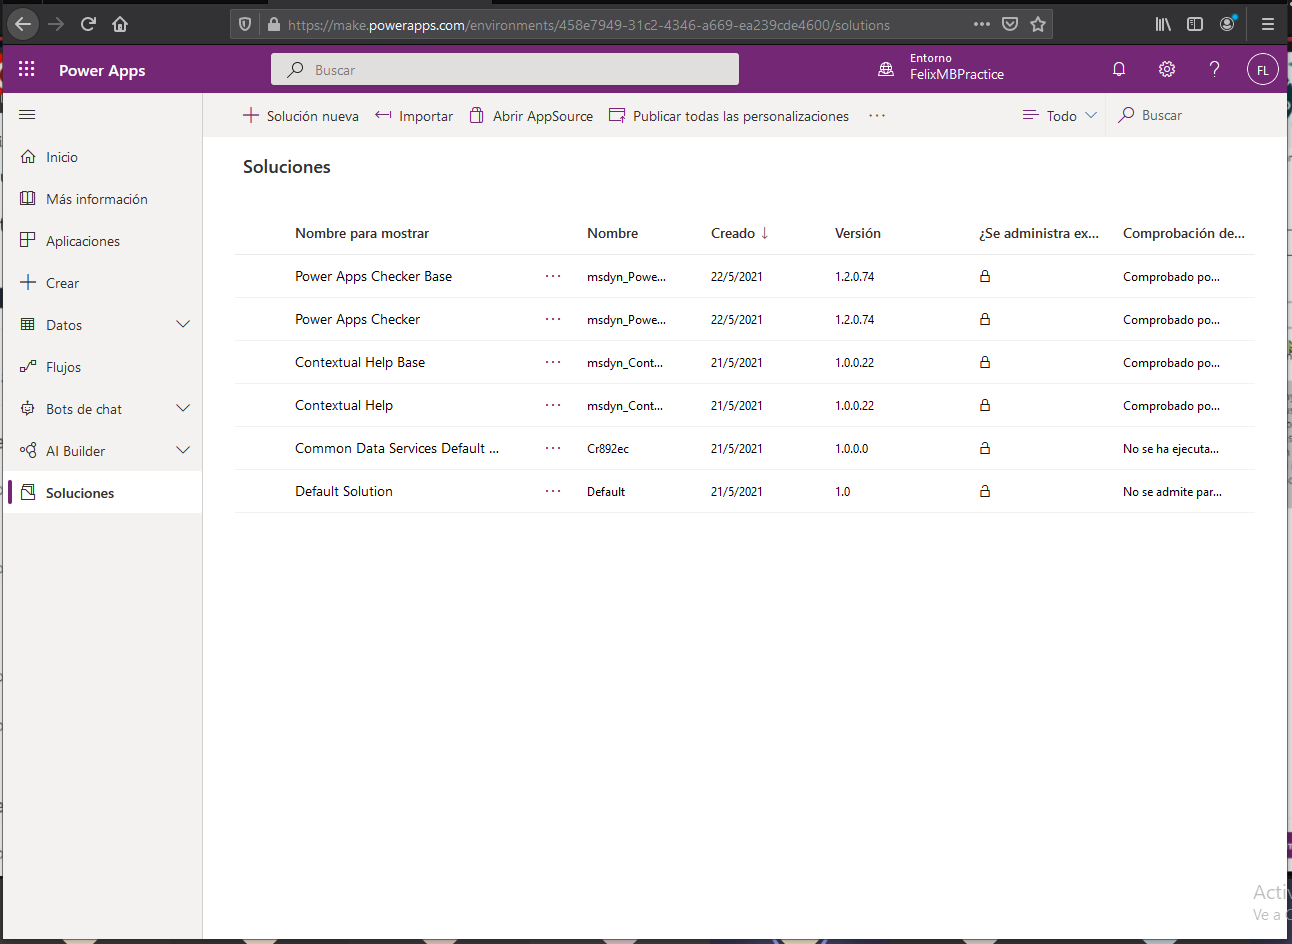 https://make.powerapps.com/environments/458e7949-31c2-4346-a669-ea239cde4600/solutions
Power Apps
Buscar
Entorno
FelixMBPractice
FL
Solución nueva
Importar
Abrir AppSource
Publicar todas las personalizaciones
Todo
Buscar
Inicio
Más información
Aplicaciones
Crear
Datos
Flujos
Bots de chat
AI Builder
Soluciones
Soluciones
Nombre para mostrar Nombre Creado Versión ¿Se administra ex... Comprobación de...
Power Apps Checker Base msdyn_Powe... 22/5/2021 1.2.0.74 Comprobado po...
Power Apps Checker msdyn_Powe... 22/5/2021 1.2.0.74 Comprobado po...
Contextual Help Base msdyn_Cont... 21/5/2021 1.0.0.22 Comprobado po...
Contextual Help msdyn_Cont... 21/5/2021 1.0.0.22 Comprobado po...
Common Data Services Default ... Cr892ec 21/5/2021 1.0.0.0 No se ha ejecuta...
Default Solution Default 21/5/2021 1.0 No se admite par...
Ve a